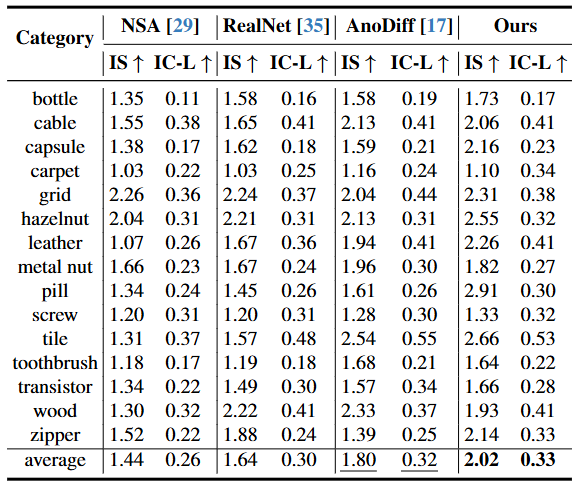 Category NSA [29] RealNet [35] AnoDiff [17] Ours
IS ↑ IC-L ↑ IS ↑ IC-L ↑ IS ↑ IC-L ↑ IS ↑ IC-L ↑
bottle 1.35 0.11 1.58 0.16 1.58 0.19 1.73 0.17
cable 1.55 0.38 1.65 0.41 2.13 0.41 2.06 0.41
capsule 1.38 0.17 1.62 0.18 1.59 0.21 2.16 0.23
carpet 1.03 0.22 1.03 0.25 1.16 0.24 1.10 0.34
grid 2.26 0.36 2.24 0.37 2.04 0.44 2.31 0.38
hazelnut 2.04 0.31 2.21 0.31 2.13 0.31 2.55 0.32
leather 1.07 0.26 1.67 0.36 1.94 0.41 2.26 0.41
metal nut 1.66 0.23 1.67 0.24 1.96 0.30 1.82 0.27
pill 1.34 0.24 1.45 0.26 1.61 0.26 2.91 0.30
screw 1.20 0.31 1.20 0.31 1.28 0.30 1.33 0.32
tile 1.31 0.37 1.57 0.48 2.54 0.55 2.66 0.53
toothbrush 1.18 0.17 1.19 0.18 1.68 0.21 1.64 0.22
transistor 1.34 0.22 1.49 0.30 1.57 0.34 1.66 0.28
wood 1.30 0.32 2.22 0.41 2.33 0.37 1.93 0.41
zipper 1.52 0.22 1.88 0.24 1.39 0.25 2.14 0.33
average 1.44 0.26 1.64 0.30 1.80 0.32 2.02 0.33